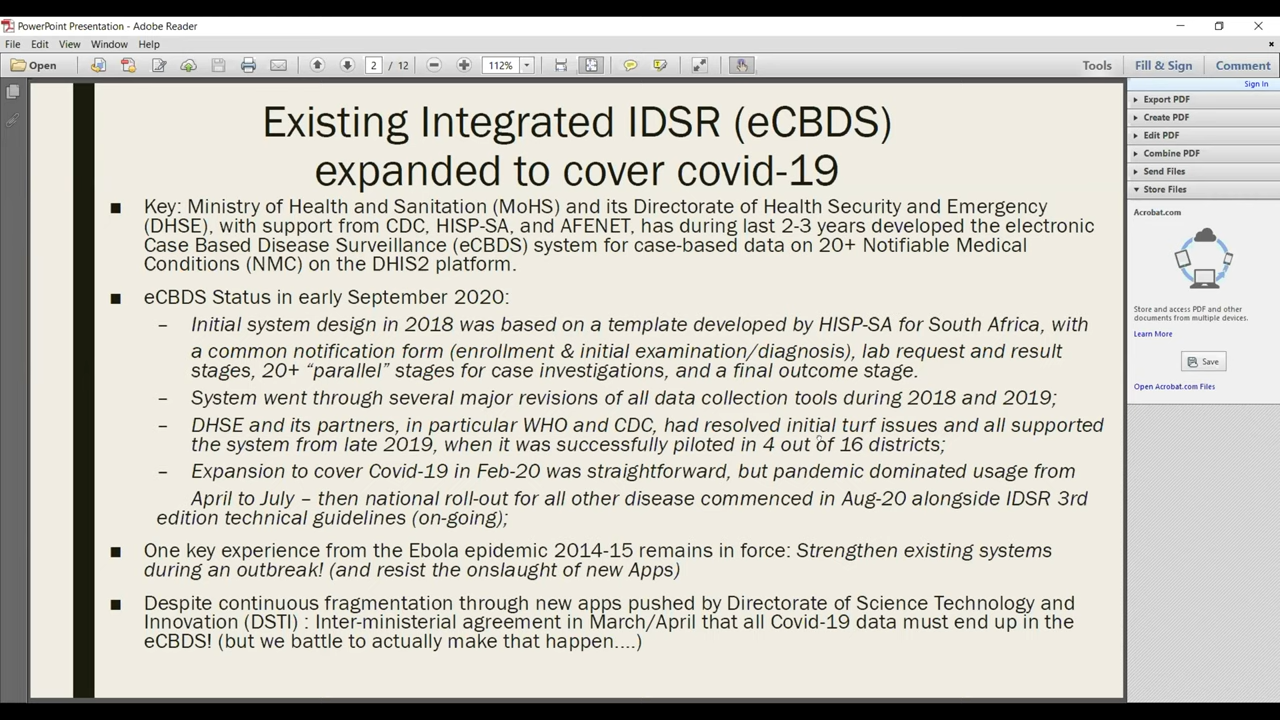 PowerPoint Presentation - Adobe Reader
File Edit View Window Help
Open 2 / 12 112% Tools Fill & Sign Comment
Sign In
Export PDF
Create PDF
Edit PDF
Combine PDF
Send Files
Store Files
Acrobat.com
Store and access PDF and other
documents from multiple devices.
Learn More
Save
Open Acrobat.com Files
Existing Integrated IDSR (eCBDS)
expanded to cover covid-19
■ Key: Ministry of Health and Sanitation (MoHS) and its Directorate of Health Security and Emergency
(DHSE), with support from CDC, HISP-SA, and AFENET, has during last 2-3 years developed the electronic
Case Based Disease Surveillance (eCBDS) system for case-based data on 20+ Notifiable Medical
Conditions (NMC) on the DHIS2 platform.
■ eCBDS Status in early September 2020:
– Initial system design in 2018 was based on a template developed by HISP-SA for South Africa, with
a common notification form (enrollment & initial examination/diagnosis), lab request and result
stages, 20+ “parallel” stages for case investigations, and a final outcome stage.
– System went through several major revisions of all data collection tools during 2018 and 2019;
– DHSE and its partners, in particular WHO and CDC, had resolved initial turf issues and all supported
the system from late 2019, when it was successfully piloted in 4 out of 16 districts;
– Expansion to cover Covid-19 in Feb-20 was straightforward, but pandemic dominated usage from
April to July – then national roll-out for all other disease commenced in Aug-20 alongside IDSR 3rd
edition technical guidelines (on-going);
■ One key experience from the Ebola epidemic 2014-15 remains in force: Strengthen existing systems
during an outbreak! (and resist the onslaught of new Apps)
■ Despite continuous fragmentation through new apps pushed by Directorate of Science Technology and
Innovation (DSTI) : Inter-ministerial agreement in March/April that all Covid-19 data must end up in the
eCBDS! (but we battle to actually make that happen....)